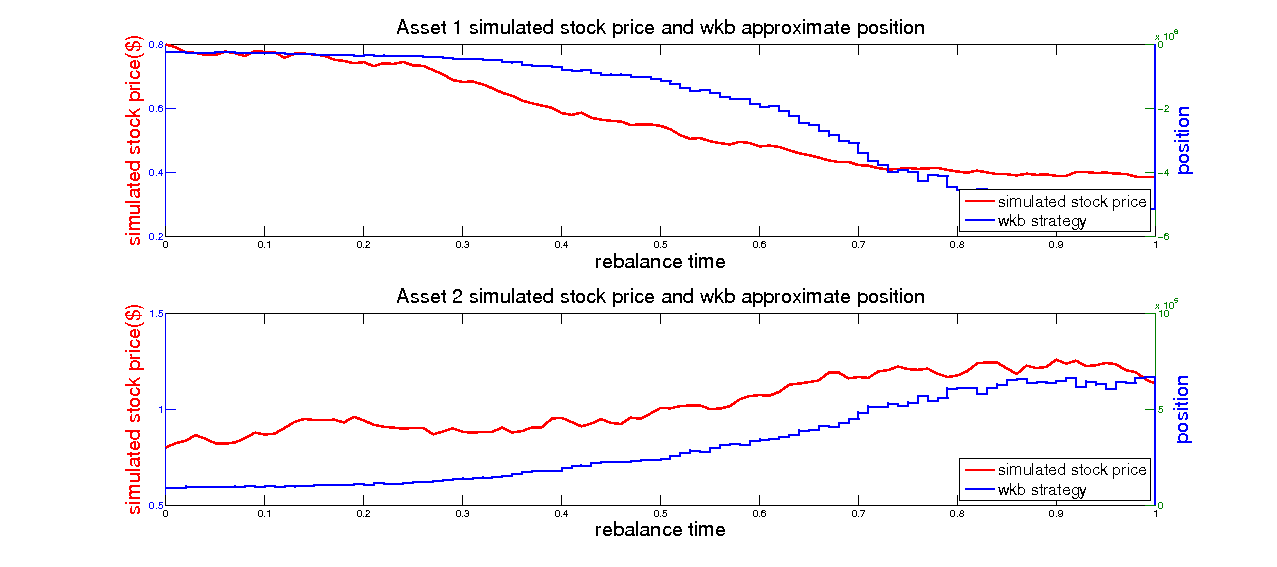 Asset 1 simulated stock price and wkb approximate position
simulated stock price($)
0.8
0.6
0.4
0.2
0
-2
-4
-6
position
simulated stock price
wkb strategy
0 0.1 0.2 0.3 0.4 0.5 0.6 0.7 0.8 0.9 1
rebalance time
Asset 2 simulated stock price and wkb approximate position
simulated stock price($)
1.5
1
0.5
10
5
0
position
simulated stock price
wkb strategy
0 0.1 0.2 0.3 0.4 0.5 0.6 0.7 0.8 0.9 1
rebalance time